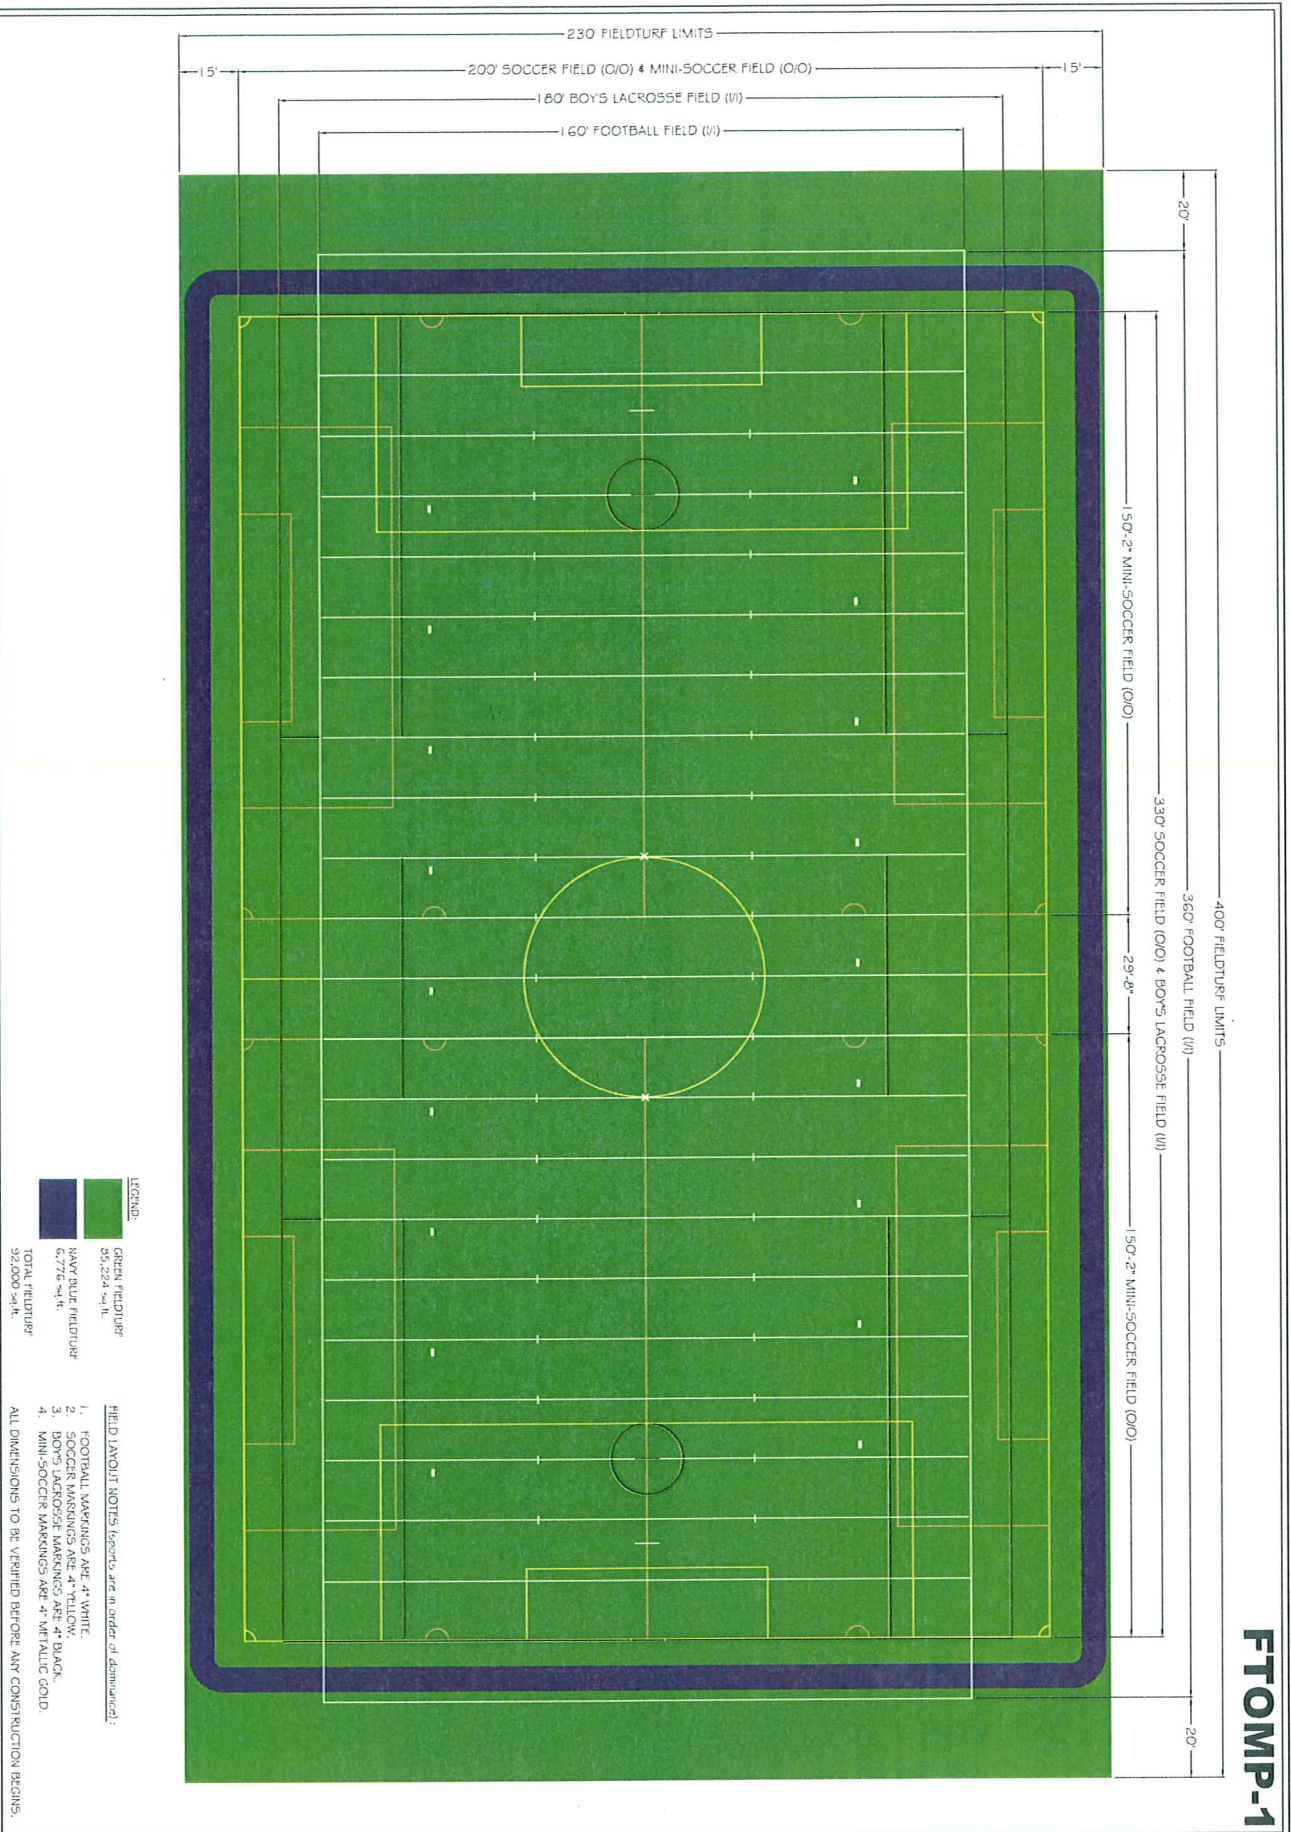 FTOMP-1
230' FIELDTURF LIMITS
15'
200' SOCCER FIELD (O/O) & MINI-SOCCER FIELD (O/O)
15'
180' BOY'S LACROSSE FIELD (I/I)
160' FOOTBALL FIELD (I/I)
400' FIELDTURF LIMITS
20'
360' FOOTBALL FIELD (I/I)
20'
330' SOCCER FIELD (O/O) & BOY'S LACROSSE FIELD (I/I)
150'-2" MINI-SOCCER FIELD (O/O)
29'-8"
150'-2" MINI-SOCCER FIELD (O/O)
LEGEND:
GREEN FIELDTURF
85,224 sq.ft.
NAVY BLUE FIELDTURF
6,776 sq.ft.
TOTAL FIELDTURF
92,000 sq.ft.
FIELD LAYOUT NOTES (sports are in order of dominance):
1. FOOTBALL MARKINGS ARE 4" WHITE.
2. SOCCER MARKINGS ARE 4" YELLOW.
3. BOY'S LACROSSE MARKINGS ARE 4" BLACK.
4. MINI-SOCCER MARKINGS ARE 4" METALLIC GOLD.
ALL DIMENSIONS TO BE VERIFIED BEFORE ANY CONSTRUCTION BEGINS.